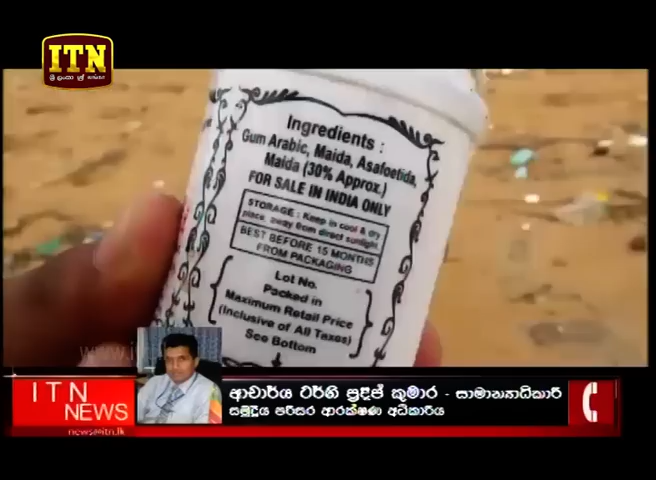 ITN
ශ්‍රී ලංකා
Ingredients :
Gum Arabic, Maida, Asafoetida,
Maida (30% Approx.)
FOR SALE IN INDIA ONLY
STORAGE : Keep in cool & dry
place, away from direct sunlight.
BEST BEFORE 15 MONTHS
FROM PACKAGING
Lot No.
Packed in
Maximum Retail Price
(Inclusive of All Taxes)
See Bottom
ITN
NEWS
news@itn.lk
ආචාර්ය ටර්නි ප්‍රදීප් කුමාර - සාමාන්‍යාධිකාරී
සමුද්‍රීය පරිසර ආරක්ෂණ අධිකාරිය